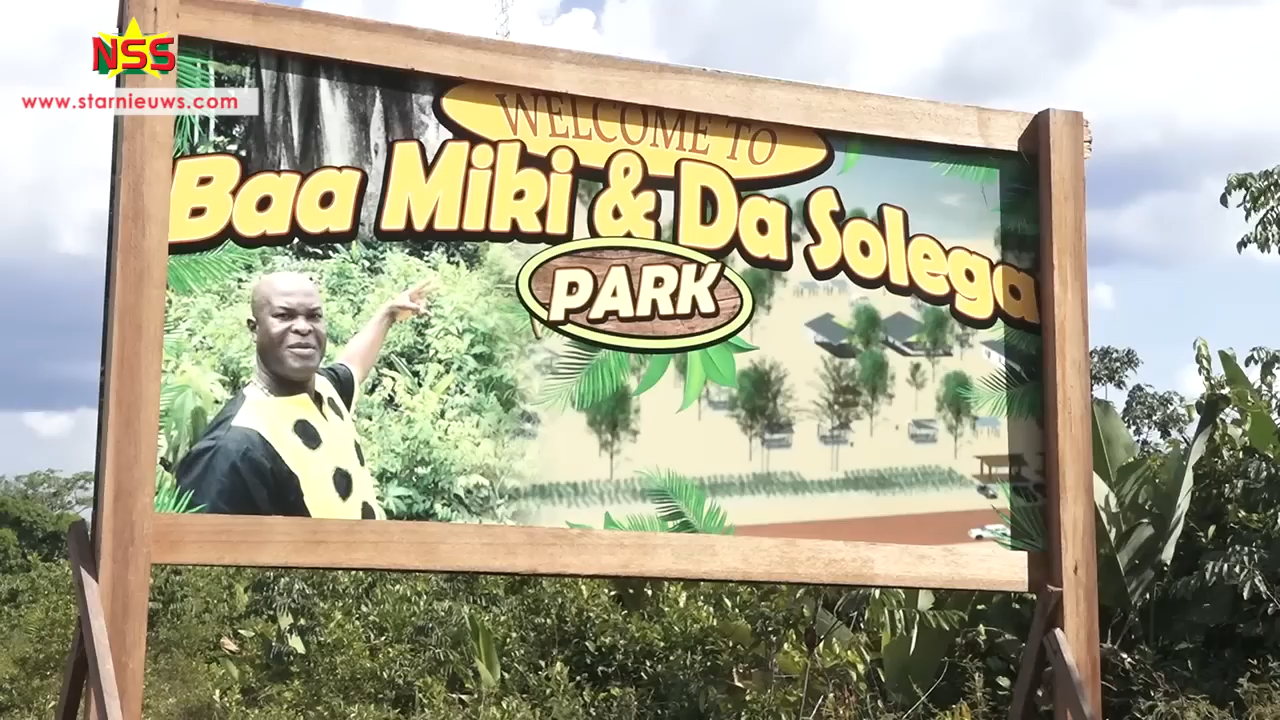 NSS
www.starnieuws.com
WELCOME TO
Baa Miki & Da Solega
PARK